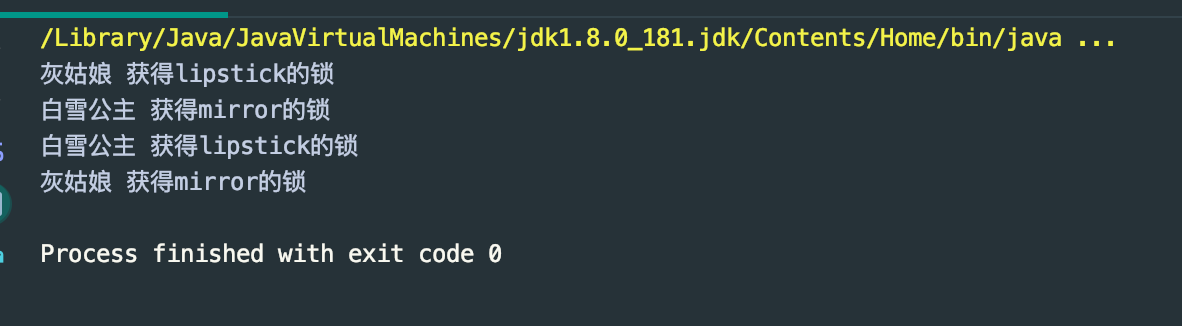 /Library/Java/JavaVirtualMachines/jdk1.8.0_181.jdk/Contents/Home/bin/java ...
灰姑娘 获得lipstick的锁
白雪公主 获得mirror的锁
白雪公主 获得lipstick的锁
灰姑娘 获得mirror的锁
Process finished with exit code 0